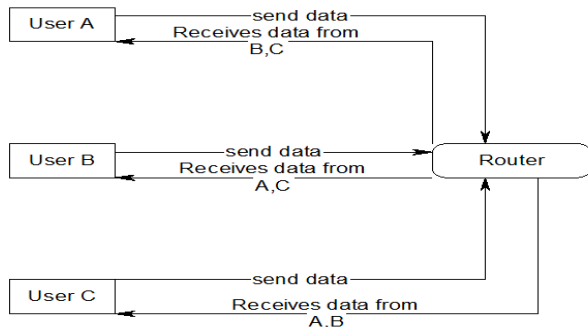 User A
send data
Receives data from
B,C
User B
send data
Receives data from
A,C
Router
User C
send data
Receives data from
A.B